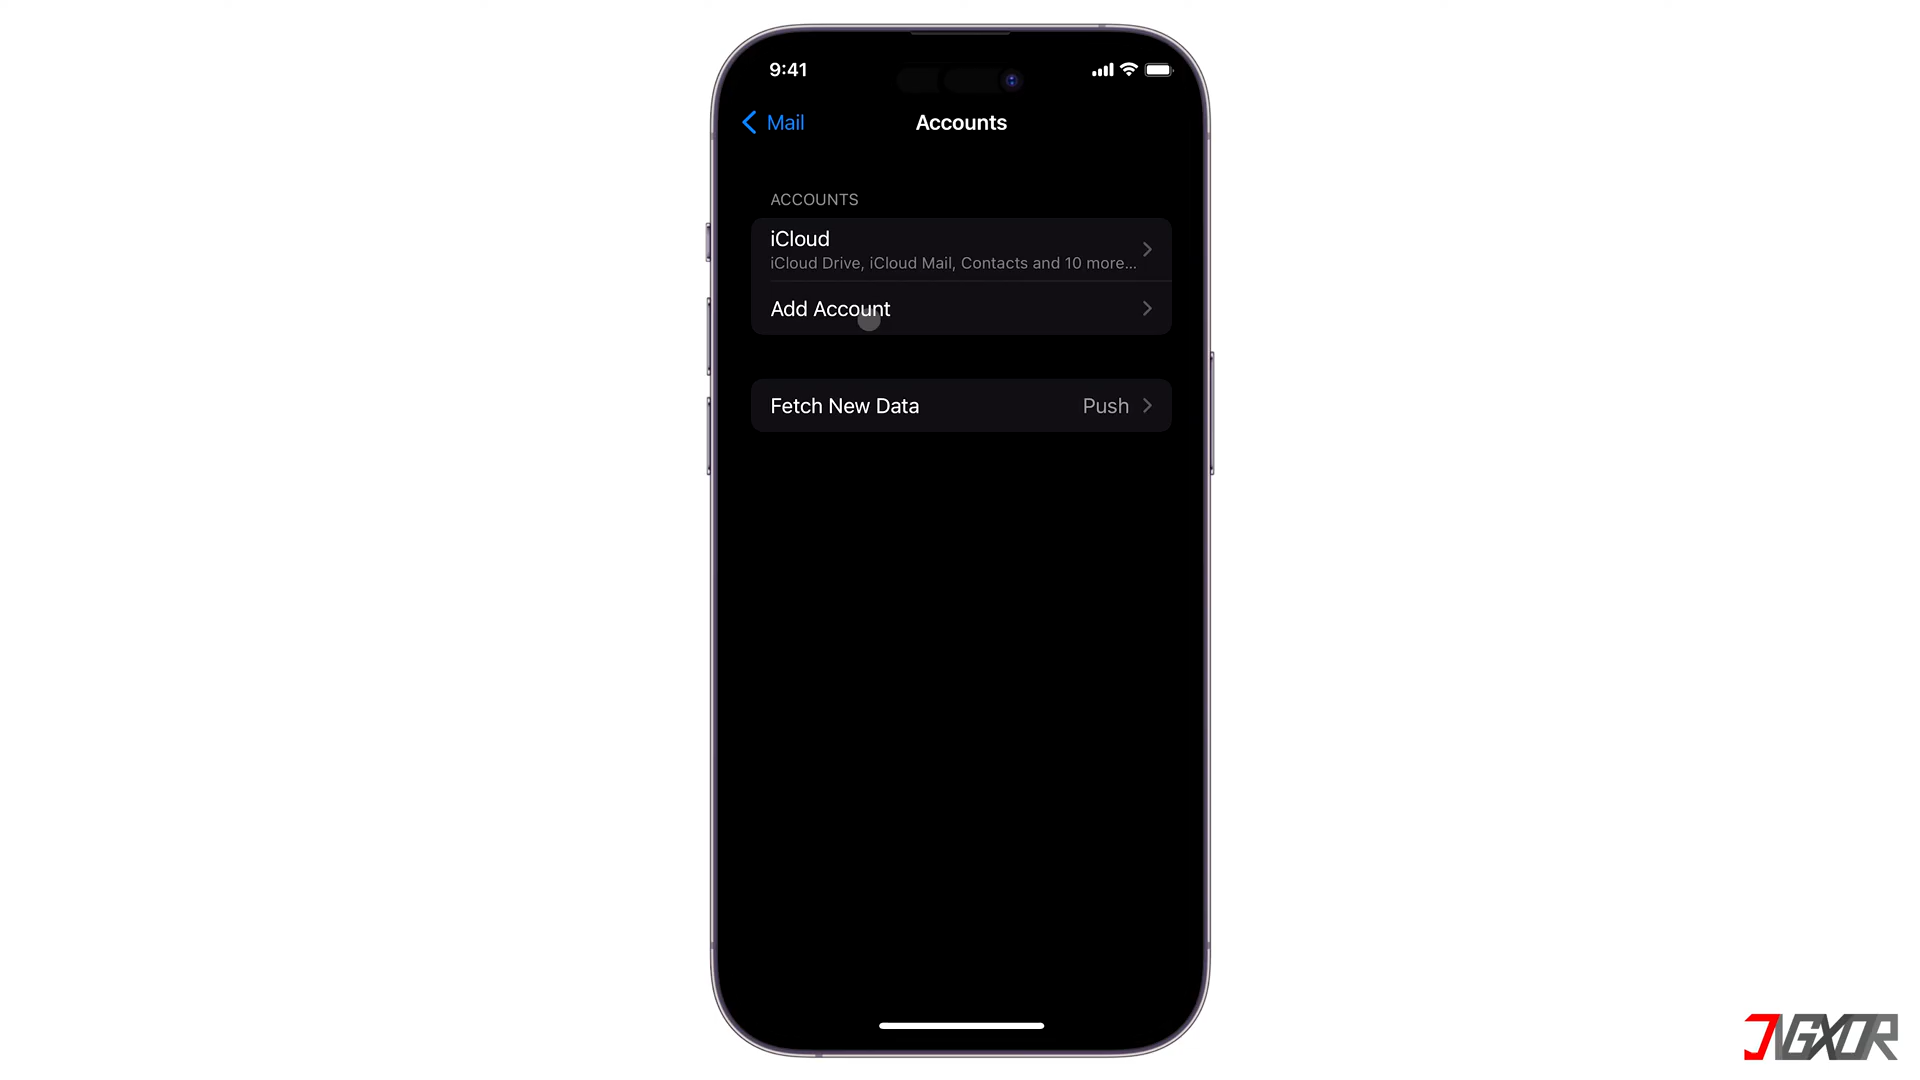 9:41
Mail
Accounts
ACCOUNTS
iCloud
iCloud Drive, iCloud Mail, Contacts and 10 more...
Add Account
Fetch New Data Push
JVGXOR